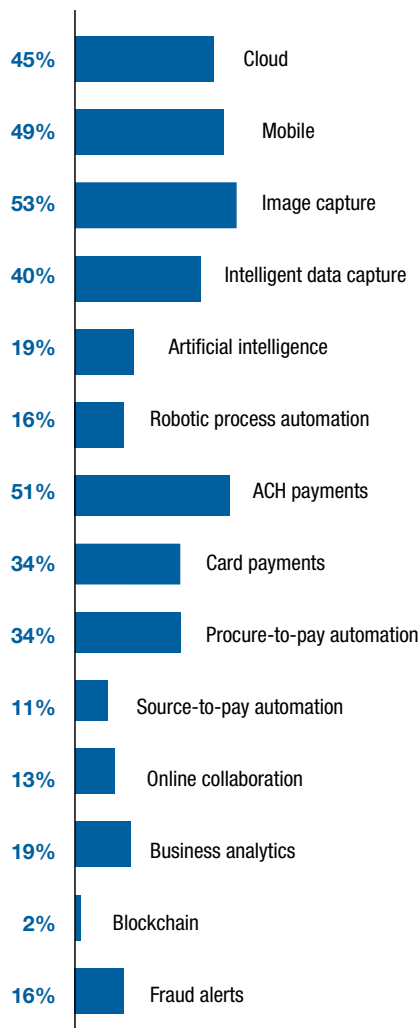 45% Cloud
49% Mobile
53% Image capture
40% Intelligent data capture
19% Artificial intelligence
16% Robotic process automation
51% ACH payments
34% Card payments
34% Procure-to-pay automation
11% Source-to-pay automation
13% Online collaboration
19% Business analytics
2% Blockchain
16% Fraud alerts